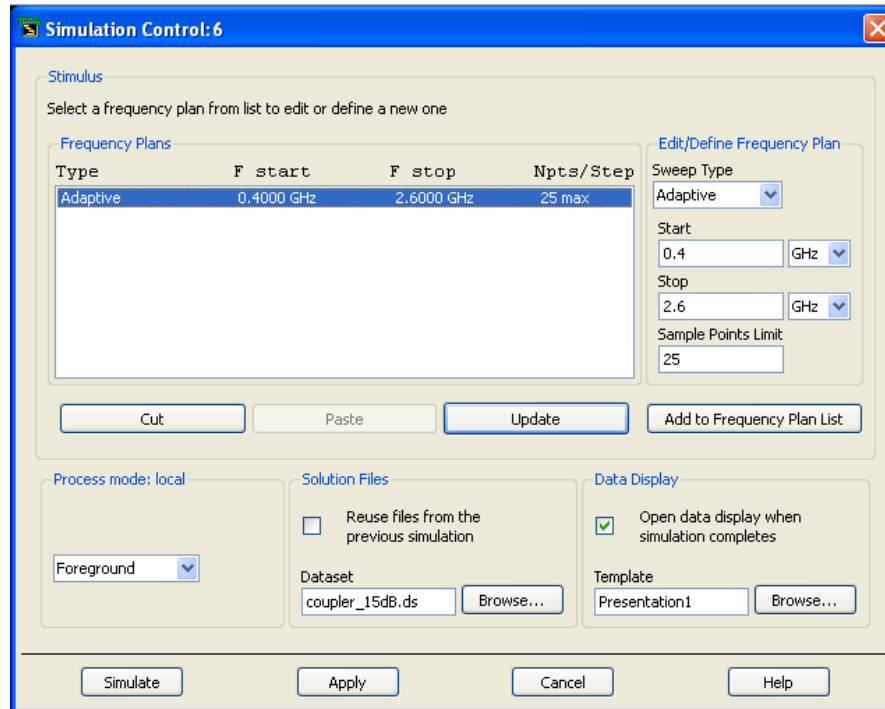 Simulation Control:6
Stimulus
Select a frequency plan from list to edit or define a new one
Frequency Plans
Type F start F stop Npts/Step
Adaptive 0.4000 GHz 2.6000 GHz 25 max
Edit/Define Frequency Plan
Sweep Type
Adaptive
Start
0.4 GHz
Stop
2.6 GHz
Sample Points Limit
25
Cut Paste Update Add to Frequency Plan List
Process mode: local
Foreground
Solution Files
Reuse files from the
previous simulation
Dataset
coupler_15dB.ds Browse...
Data Display
Open data display when
simulation completes
Template
Presentation1 Browse...
Simulate Apply Cancel Help